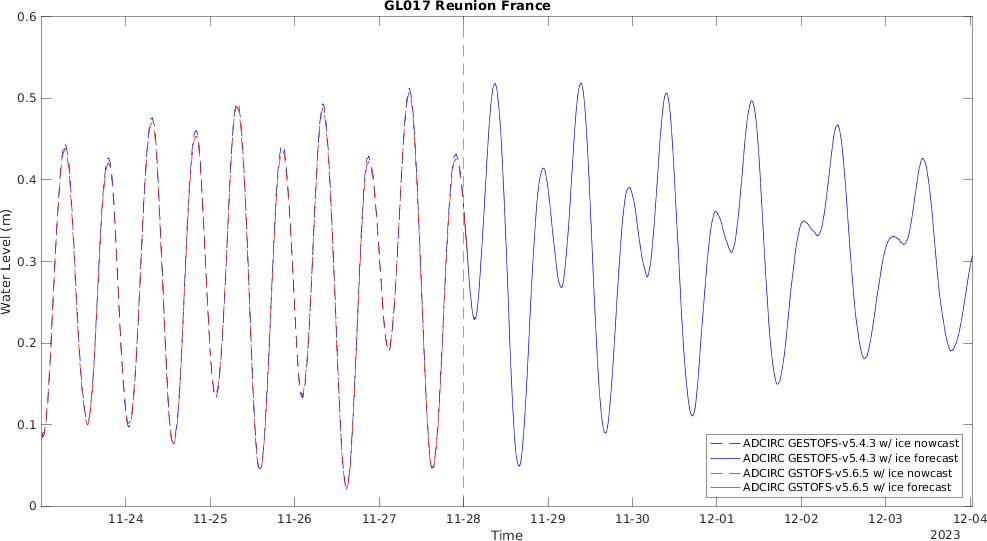 GL017 Reunion France
0.6
0.5
0.4
0.3
0.2
0.1
0
Water Level (m)
11-24 11-25 11-26 11-27 11-28 11-29 11-30 12-01 12-02 12-03 12-04
Time
2023
ADCIRC GESTOFS-v5.4.3 w/ ice nowcast
ADCIRC GESTOFS-v5.4.3 w/ ice forecast
ADCIRC GSTOFS-v5.6.5 w/ ice nowcast
ADCIRC GSTOFS-v5.6.5 w/ ice forecast